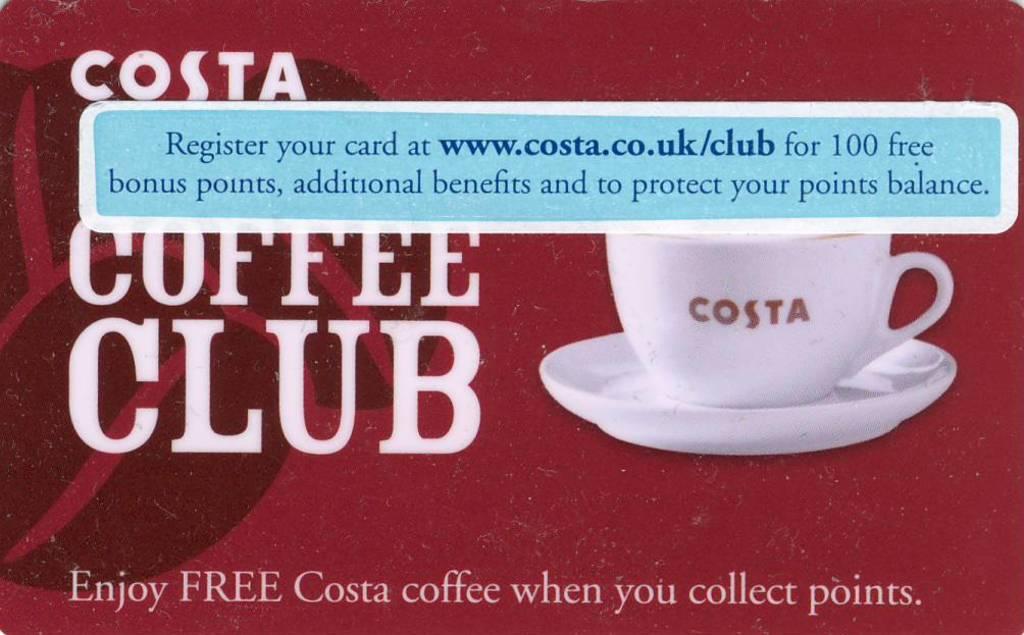 COSTA
Register your card at www.costa.co.uk/club for 100 free
bonus points, additional benefits and to protect your points balance.
COFFEE
CLUB
COSTA
Enjoy FREE Costa coffee when you collect points.